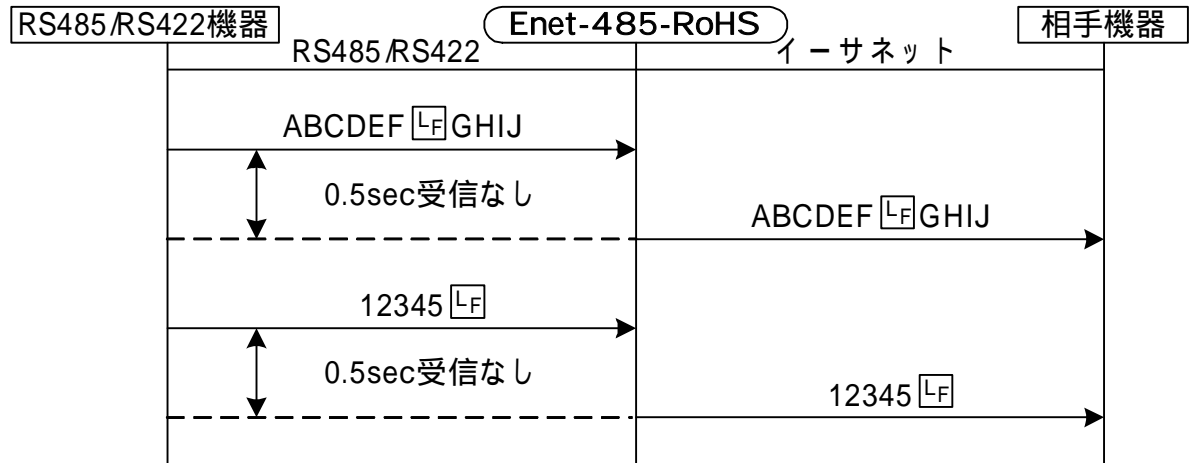 RS485/RS422機器 Enet-485-RoHS 相手機器
RS485/RS422 イーサネット
ABCDEF LF GHIJ
0.5sec受信なし
ABCDEF LF GHIJ
12345 LF
0.5sec受信なし
12345 LF